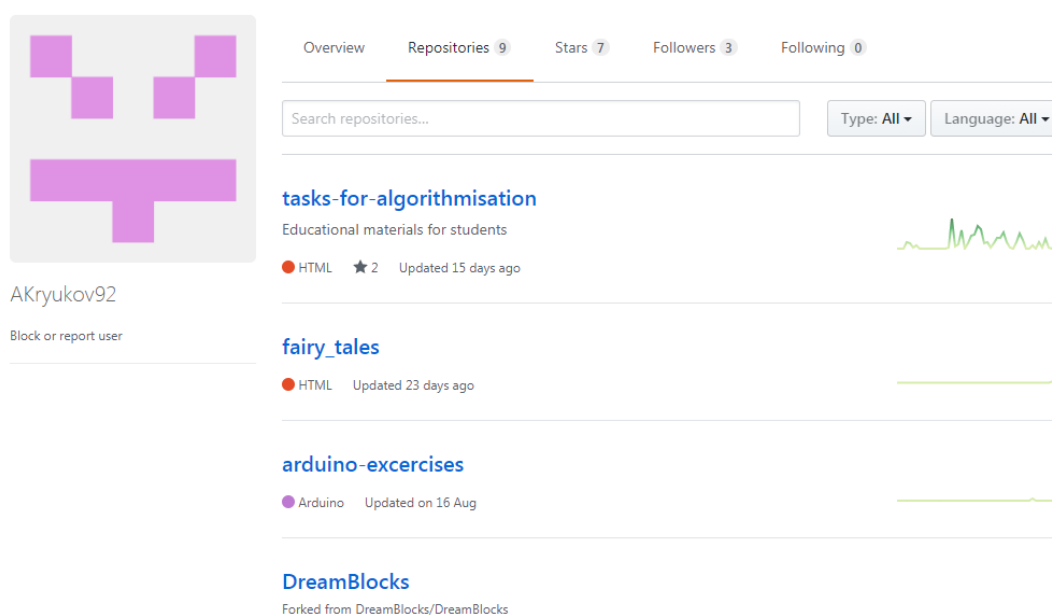 Overview Repositories 9 Stars 7 Followers 3 Following 0
Search repositories... Type: All Language: All
tasks-for-algorithmisation
Educational materials for students
HTML 2 Updated 15 days ago
AKryukov92
Block or report user
fairy_tales
HTML Updated 23 days ago
arduino-excercises
Arduino Updated on 16 Aug
DreamBlocks
Forked from DreamBlocks/DreamBlocks